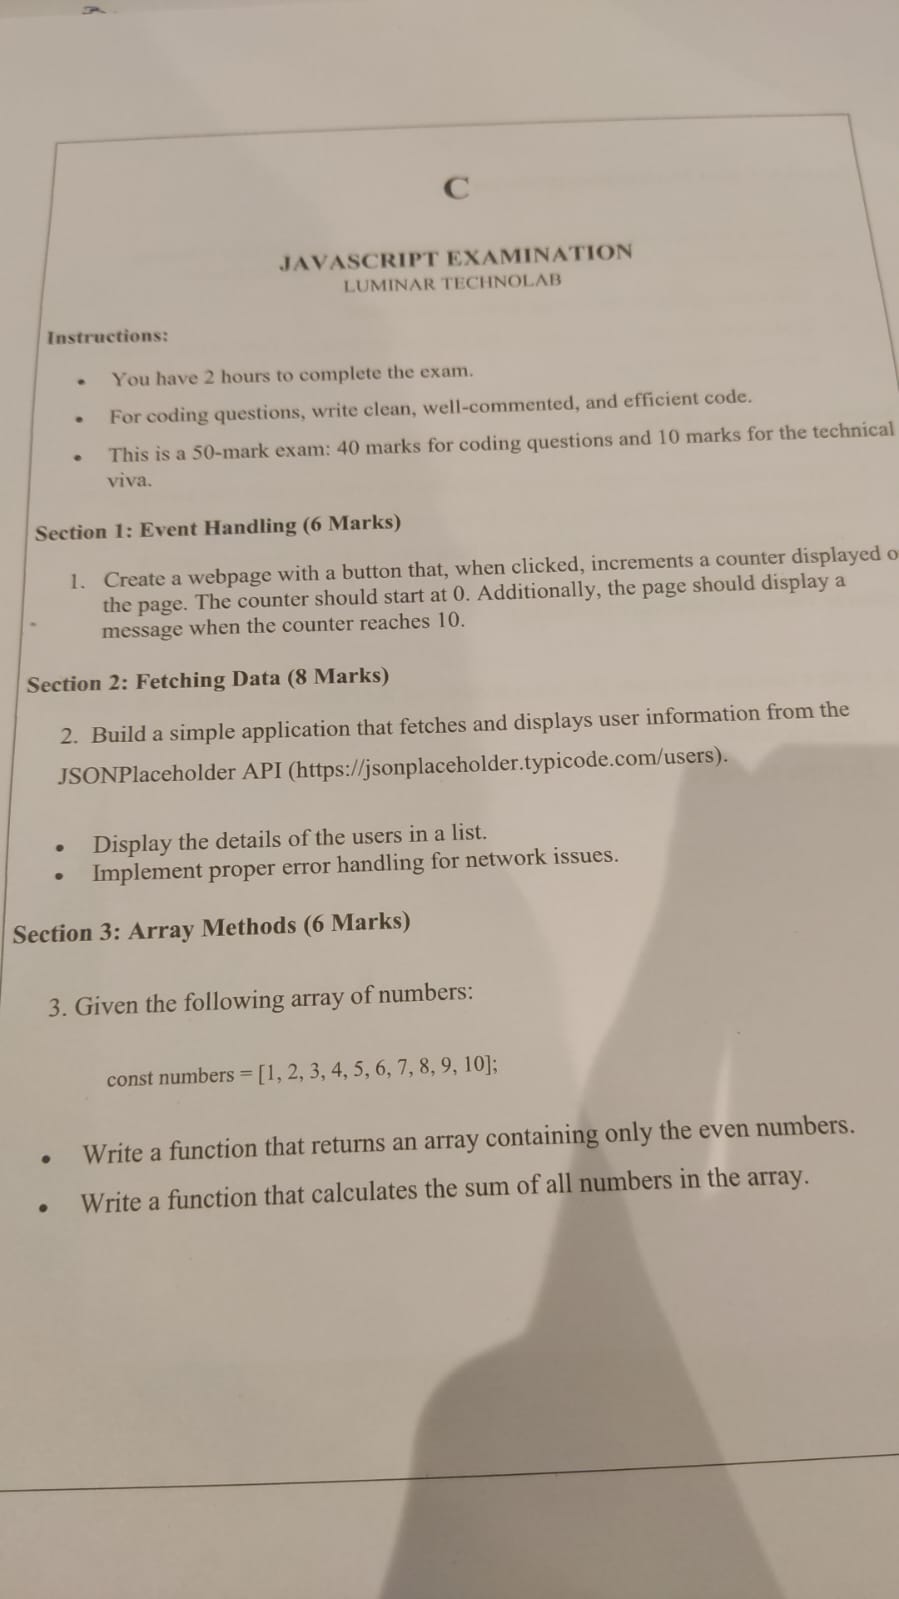 C
JAVASCRIPT EXAMINATION
LUMINAR TECHNOLAB
Instructions:
• You have 2 hours to complete the exam.
• For coding questions, write clean, well-commented, and efficient code.
• This is a 50-mark exam: 40 marks for coding questions and 10 marks for the technical
viva.
Section 1: Event Handling (6 Marks)
1. Create a webpage with a button that, when clicked, increments a counter displayed o
the page. The counter should start at 0. Additionally, the page should display a
message when the counter reaches 10.
Section 2: Fetching Data (8 Marks)
2. Build a simple application that fetches and displays user information from the
JSONPlaceholder API (https://jsonplaceholder.typicode.com/users).
• Display the details of the users in a list.
• Implement proper error handling for network issues.
Section 3: Array Methods (6 Marks)
3. Given the following array of numbers:
const numbers = [1, 2, 3, 4, 5, 6, 7, 8, 9, 10];
• Write a function that returns an array containing only the even numbers.
• Write a function that calculates the sum of all numbers in the array.